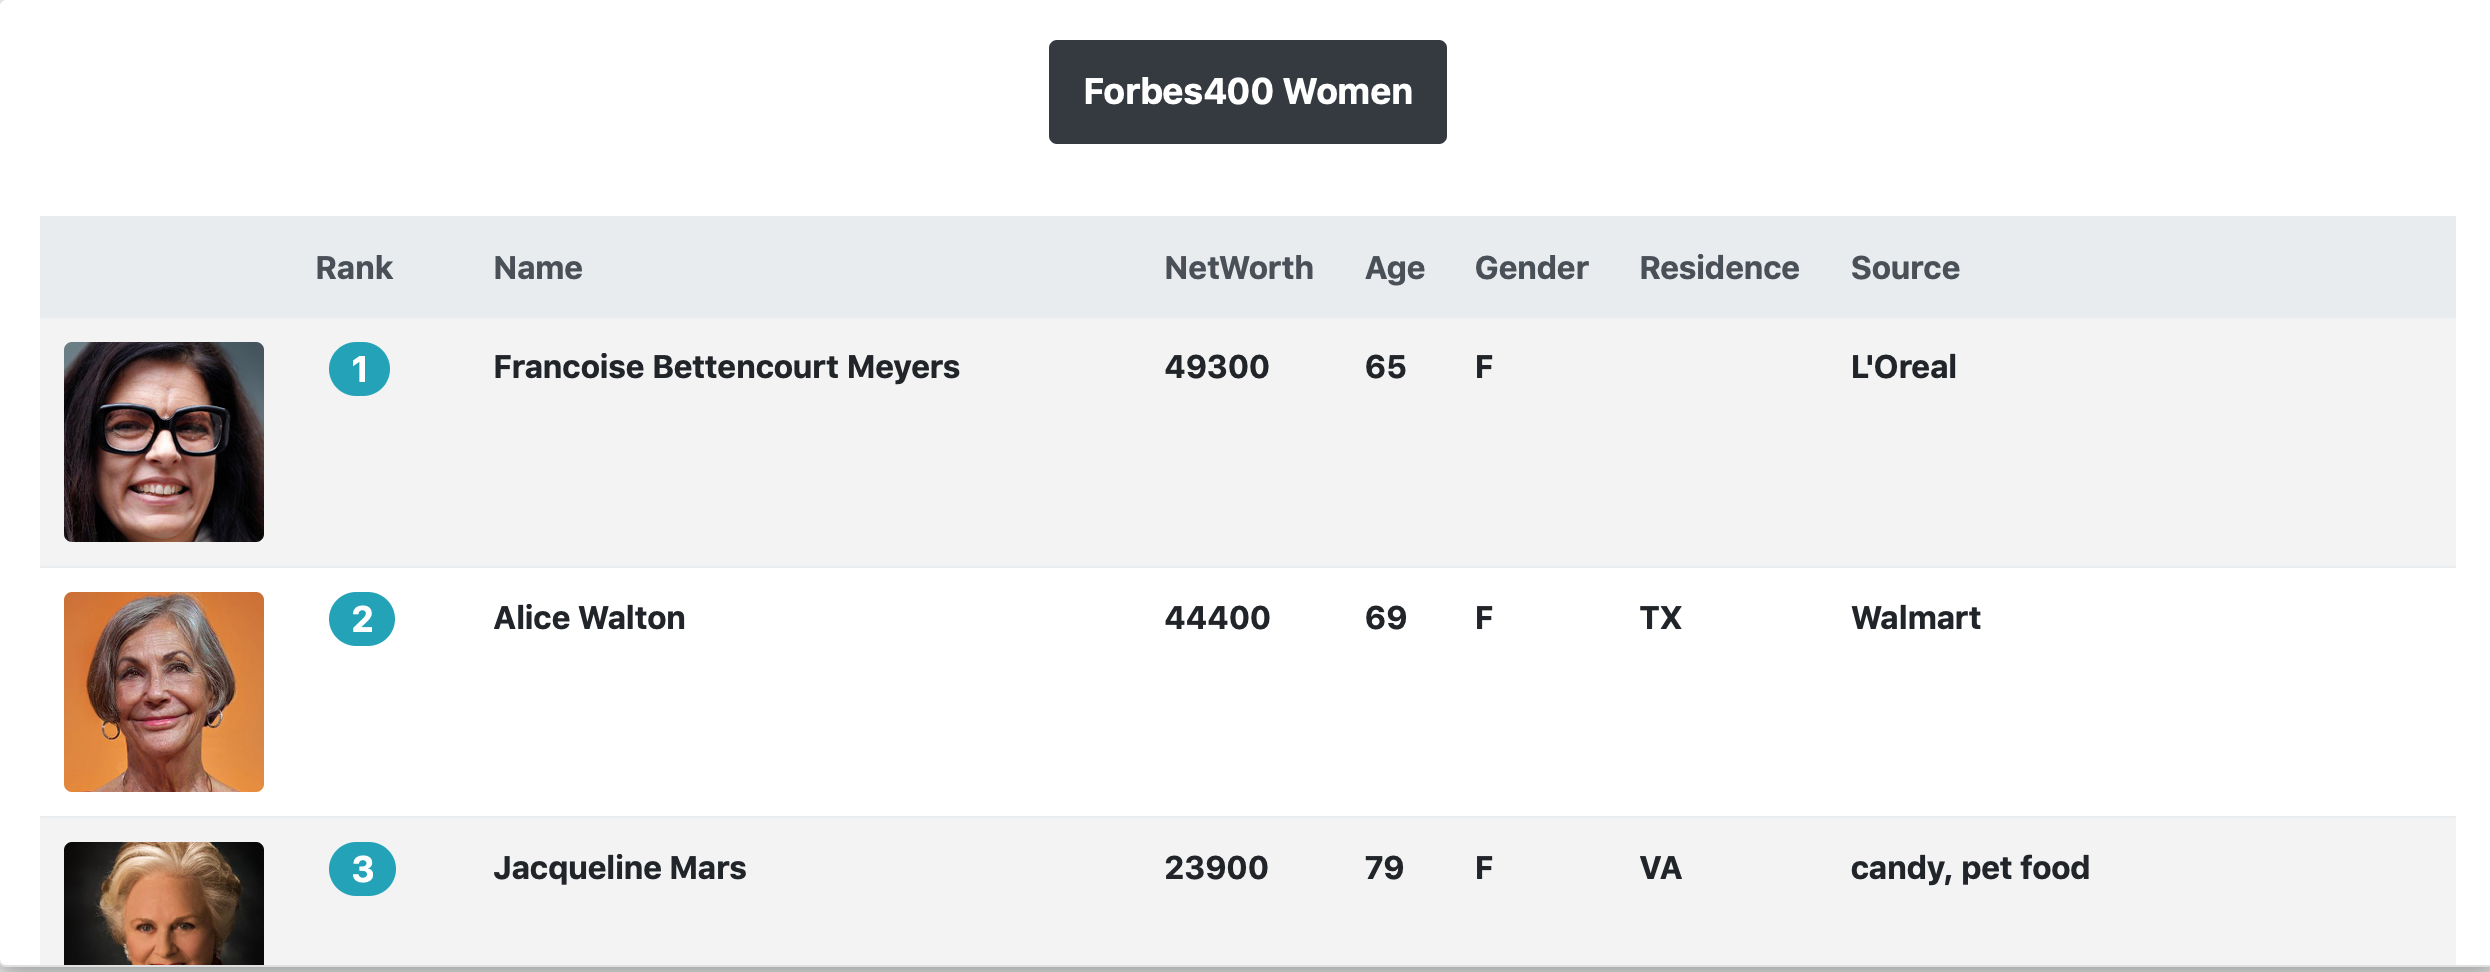 Forbes400 Women
Rank Name NetWorth Age Gender Residence Source
1 Francoise Bettencourt Meyers 49300 65 F L'Oreal
2 Alice Walton 44400 69 F TX Walmart
3 Jacqueline Mars 23900 79 F VA candy, pet food